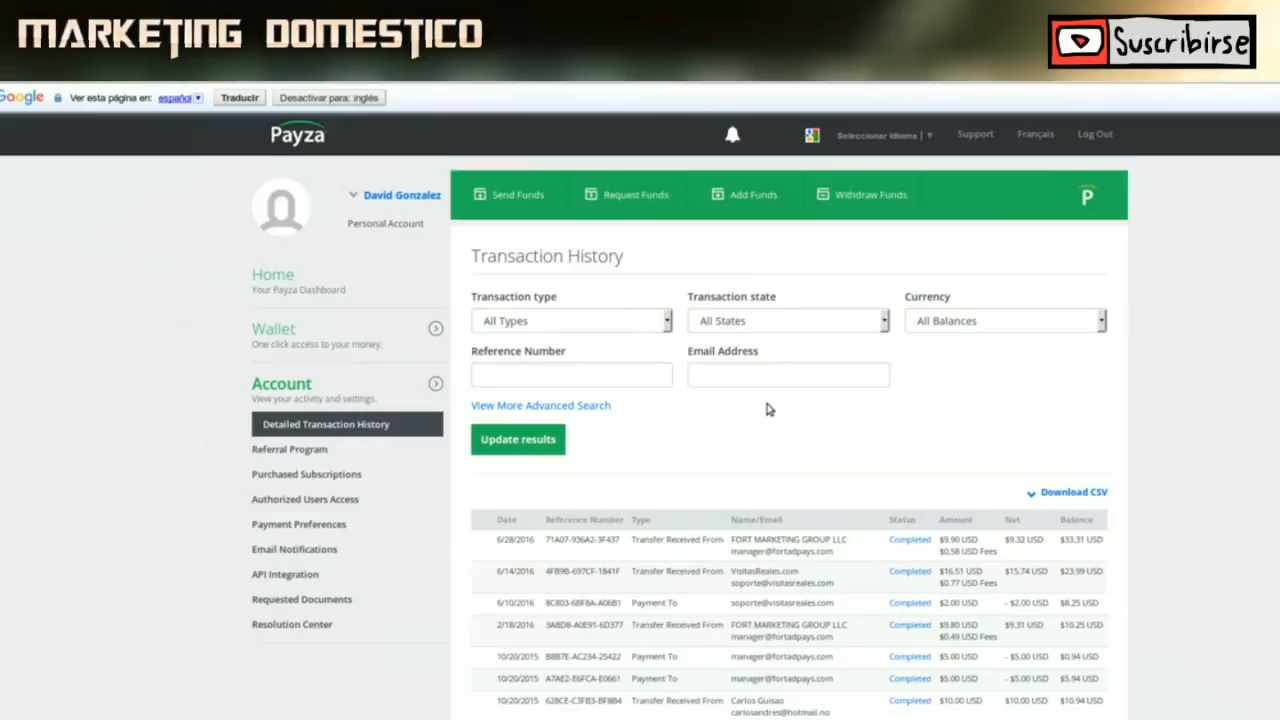 MARKETING DOMESTICO
Suscribirse
Google Ver esta página en: español Traducir Desactivar para: inglés
Payza Seleccionar idioma Support Français Log Out
David Gonzalez
Personal Account
Send Funds Request Funds Add Funds Withdraw Funds P
Home
Your Payza Dashboard
Wallet
One click access to your money.
Account
View your activity and settings.
Detailed Transaction History
Referral Program
Purchased Subscriptions
Authorized Users Access
Payment Preferences
Email Notifications
API Integration
Requested Documents
Resolution Center
Transaction History
Transaction type Transaction state Currency
All Types All States All Balances
Reference Number Email Address
View More Advanced Search
Update results
Download CSV
Date Reference Number Type Name/Email Status Amount Net Balance
6/28/2016 71A07-936A2-3F437 Transfer Received From FORT MARKETING GROUP LLC Completed $9.90 USD $9.32 USD $33.31 USD
manager@fortadpays.com $0.58 USD Fees
6/14/2016 4FB9B-697CF-1841F Transfer Received From VisitasReales.com Completed $16.51 USD $15.74 USD $23.99 USD
soporte@visitasreales.com $0.77 USD Fees
6/10/2016 8C803-6BF8A-A06B1 Payment To soporte@visitasreales.com Completed $2.00 USD - $2.00 USD $8.25 USD
2/18/2016 3ABD8-A0E91-6D377 Transfer Received From FORT MARKETING GROUP LLC Completed $9.80 USD $9.31 USD $10.25 USD
manager@fortadpays.com $0.49 USD Fees
10/20/2015 B8B7E-AC234-25422 Payment To manager@fortadpays.com Completed $5.00 USD - $5.00 USD $0.94 USD
10/20/2015 A7AE2-E6FCA-E0661 Payment To manager@fortadpays.com Completed $5.00 USD - $5.00 USD $5.94 USD
10/20/2015 628CE-C3FB3-BF8B4 Transfer Received From Carlos Guisao Completed $10.00 USD $10.00 USD $10.94 USD
carlosandres@hotmail.no